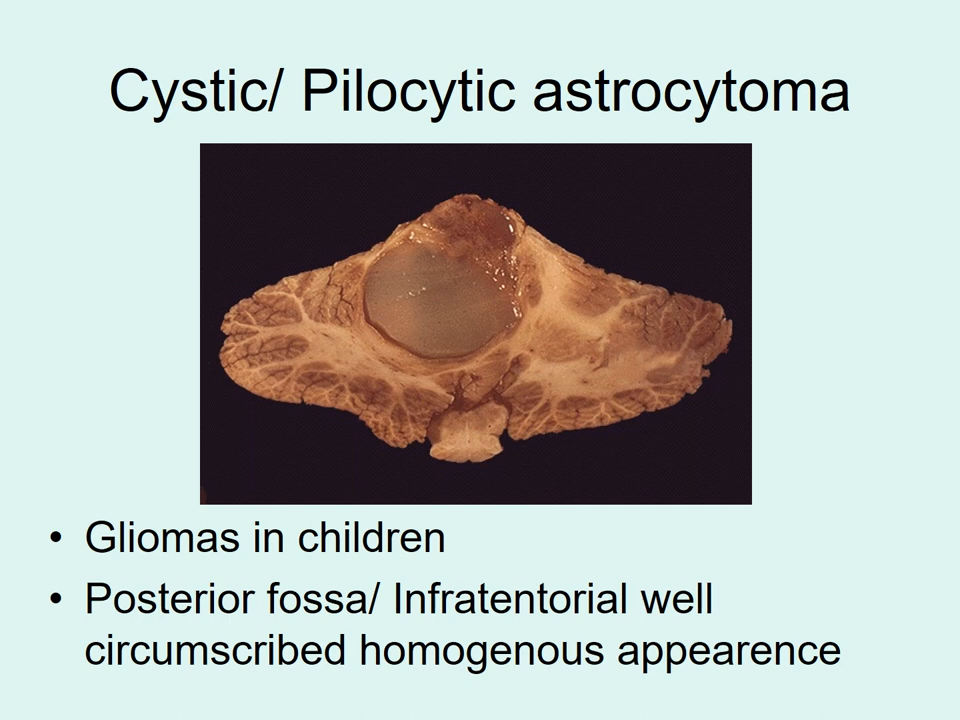 Cystic/ Pilocytic astrocytoma
• Gliomas in children
• Posterior fossa/ Infratentorial well
circumscribed homogenous appearence